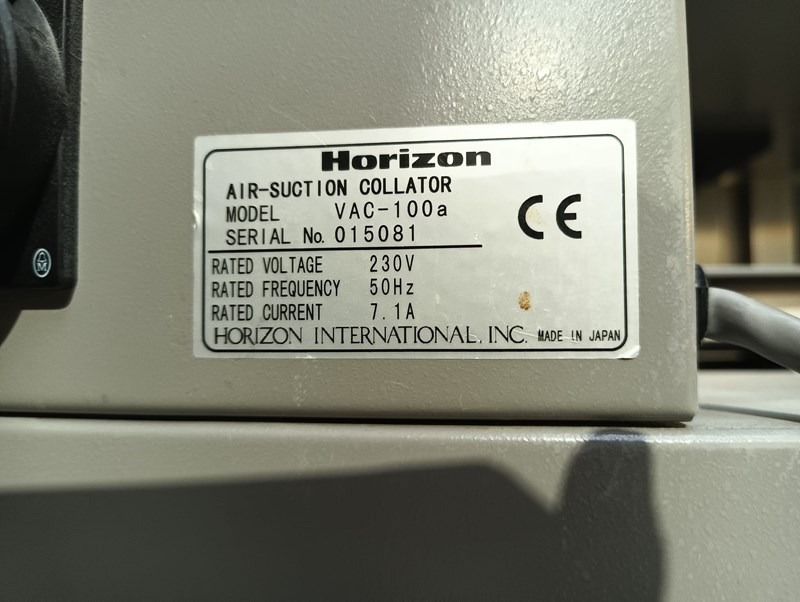 Horizon
AIR-SUCTION COLLATOR
MODEL VAC-100a
SERIAL No. 015081
CE
RATED VOLTAGE 230V
RATED FREQUENCY 50Hz
RATED CURRENT 7.1A
HORIZON INTERNATIONAL, INC. MADE IN JAPAN